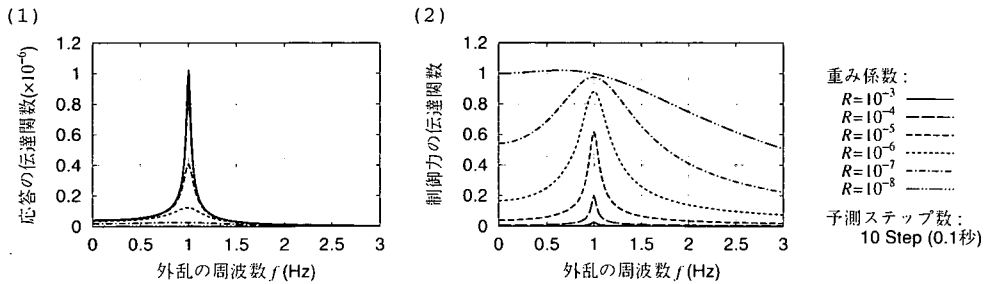 (1)
1.2
1
0.8
0.6
0.4
0.2
0
0 0.5 1 1.5 2 2.5 3
応答の伝達関数(×10⁻⁶)
外乱の周波数 f (Hz)
(2)
1.2
1
0.8
0.6
0.4
0.2
0
0 0.5 1 1.5 2 2.5 3
制御力の伝達関数
外乱の周波数 f (Hz)
重み係数:
R=10⁻³
R=10⁻⁴
R=10⁻⁵
R=10⁻⁶
R=10⁻⁷
R=10⁻⁸
予測ステップ数:
10 Step (0.1秒)